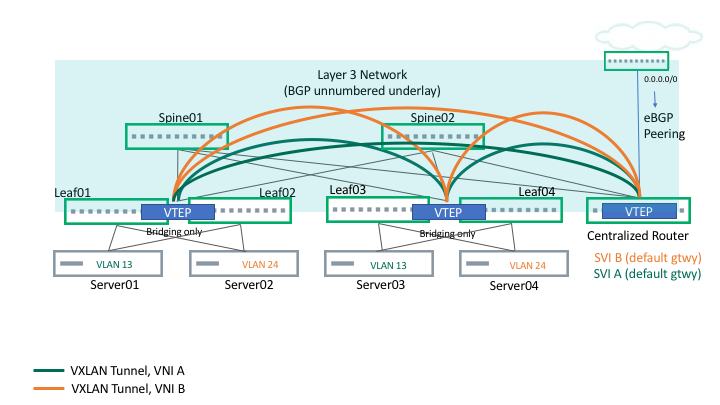 Layer 3 Network
(BGP unnumbered underlay)
0.0.0.0/0
eBGP
Peering
Spine01
Spine02
Leaf01
Leaf02
Leaf03
Leaf04
VTEP
VTEP
VTEP
Bridging only
Bridging only
Centralized Router
VLAN 13
VLAN 24
VLAN 13
VLAN 24
SVI B (default gtwy)
SVI A (default gtwy)
Server01
Server02
Server03
Server04
VXLAN Tunnel, VNI A
VXLAN Tunnel, VNI B